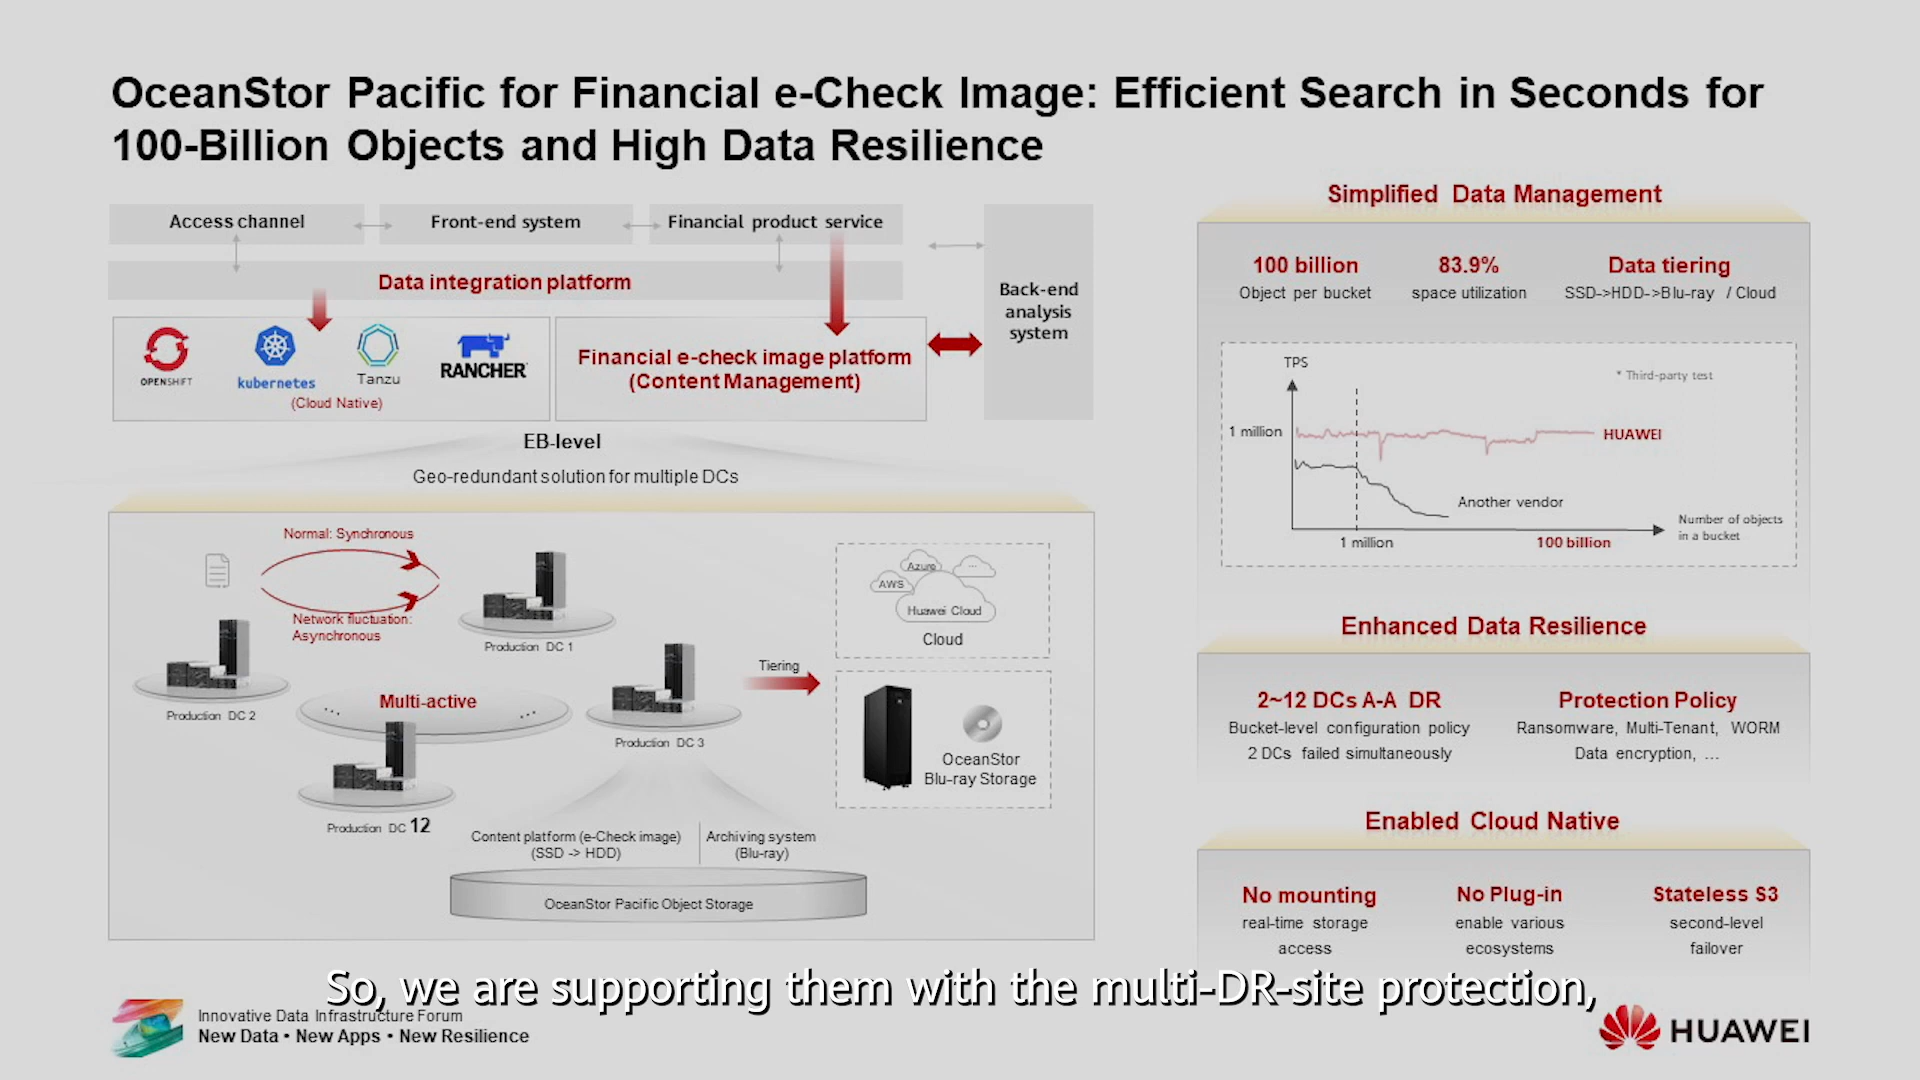 OceanStor Pacific for Financial e-Check Image: Efficient Search in Seconds for
100-Billion Objects and High Data Resilience
Access channel
Front-end system
Financial product service
Data integration platform
Back-end
analysis
system
OPENSHIFT
kubernetes
Tanzu
RANCHER
(Cloud Native)
Financial e-check image platform
(Content Management)
EB-level
Geo-redundant solution for multiple DCs
Normal: Synchronous
Network fluctuation:
Asynchronous
Production DC 1
Production DC 2
Multi-active
Production DC 3
Production DC 12
Tiering
Azure
...
AWS
Huawei Cloud
Cloud
OceanStor
Blu-ray Storage
Content platform (e-Check image)
(SSD -> HDD)
Archiving system
(Blu-ray)
OceanStor Pacific Object Storage
Simplified Data Management
100 billion
Object per bucket
83.9%
space utilization
Data tiering
SSD->HDD->Blu-ray / Cloud
TPS
* Third-party test
1 million
HUAWEI
Another vendor
Number of objects
in a bucket
1 million
100 billion
Enhanced Data Resilience
2~12 DCs A-A DR
Bucket-level configuration policy
2 DCs failed simultaneously
Protection Policy
Ransomware, Multi-Tenant, WORM
Data encryption, ...
Enabled Cloud Native
No mounting
real-time storage
access
No Plug-in
enable various
ecosystems
Stateless S3
second-level
failover
So, we are supporting them with the multi-DR-site protection,
Innovative Data Infrastructure Forum
New Data • New Apps • New Resilience
HUAWEI